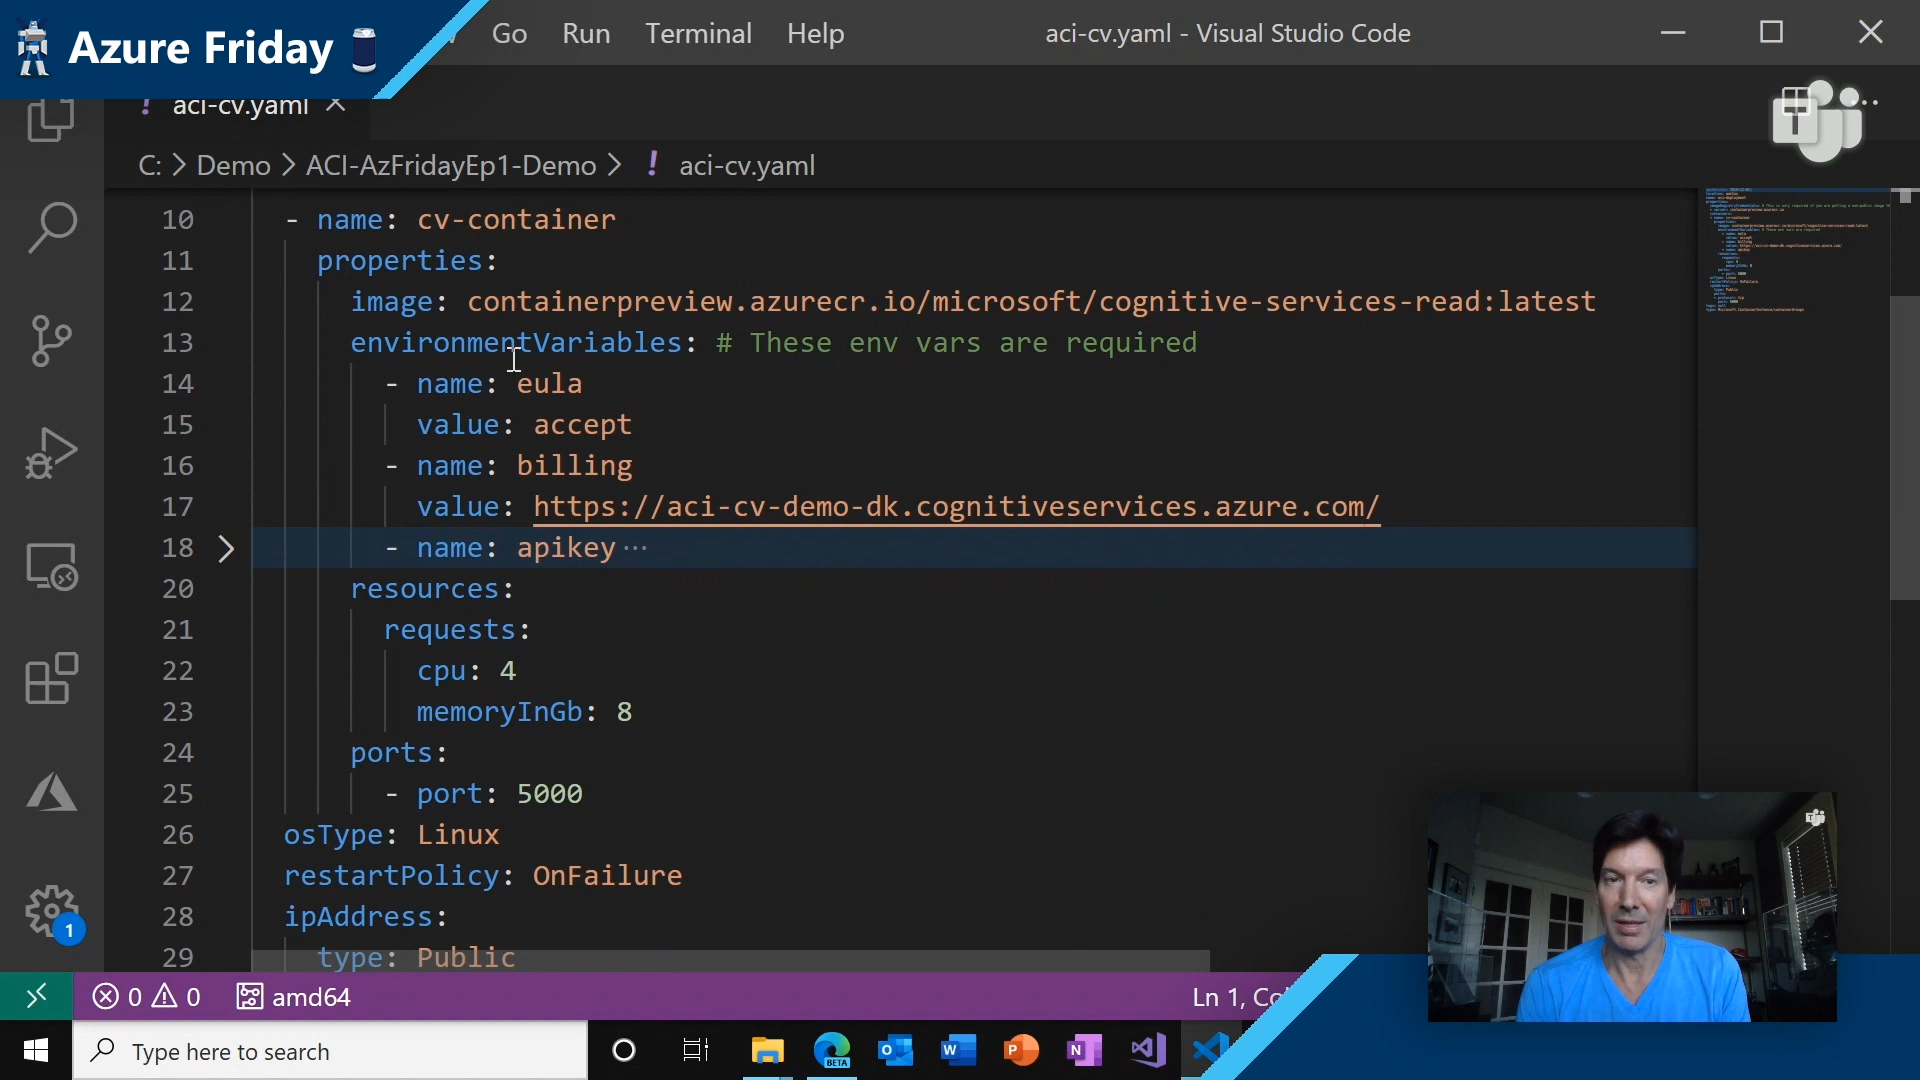 Azure Friday
Go Run Terminal Help
aci-cv.yaml - Visual Studio Code
! aci-cv.yaml
C: > Demo > ACI-AzFridayEp1-Demo > ! aci-cv.yaml
10 - name: cv-container
11 properties:
12 image: containerpreview.azurecr.io/microsoft/cognitive-services-read:latest
13 environmentVariables: # These env vars are required
14 - name: eula
15 value: accept
16 - name: billing
17 value: https://aci-cv-demo-dk.cognitiveservices.azure.com/
18 - name: apikey ···
20 resources:
21 requests:
22 cpu: 4
23 memoryInGb: 8
24 ports:
25 - port: 5000
26 osType: Linux
27 restartPolicy: OnFailure
28 ipAddress:
29 type: Public
1
0 0 amd64
Ln 1,
Type here to search
BETA